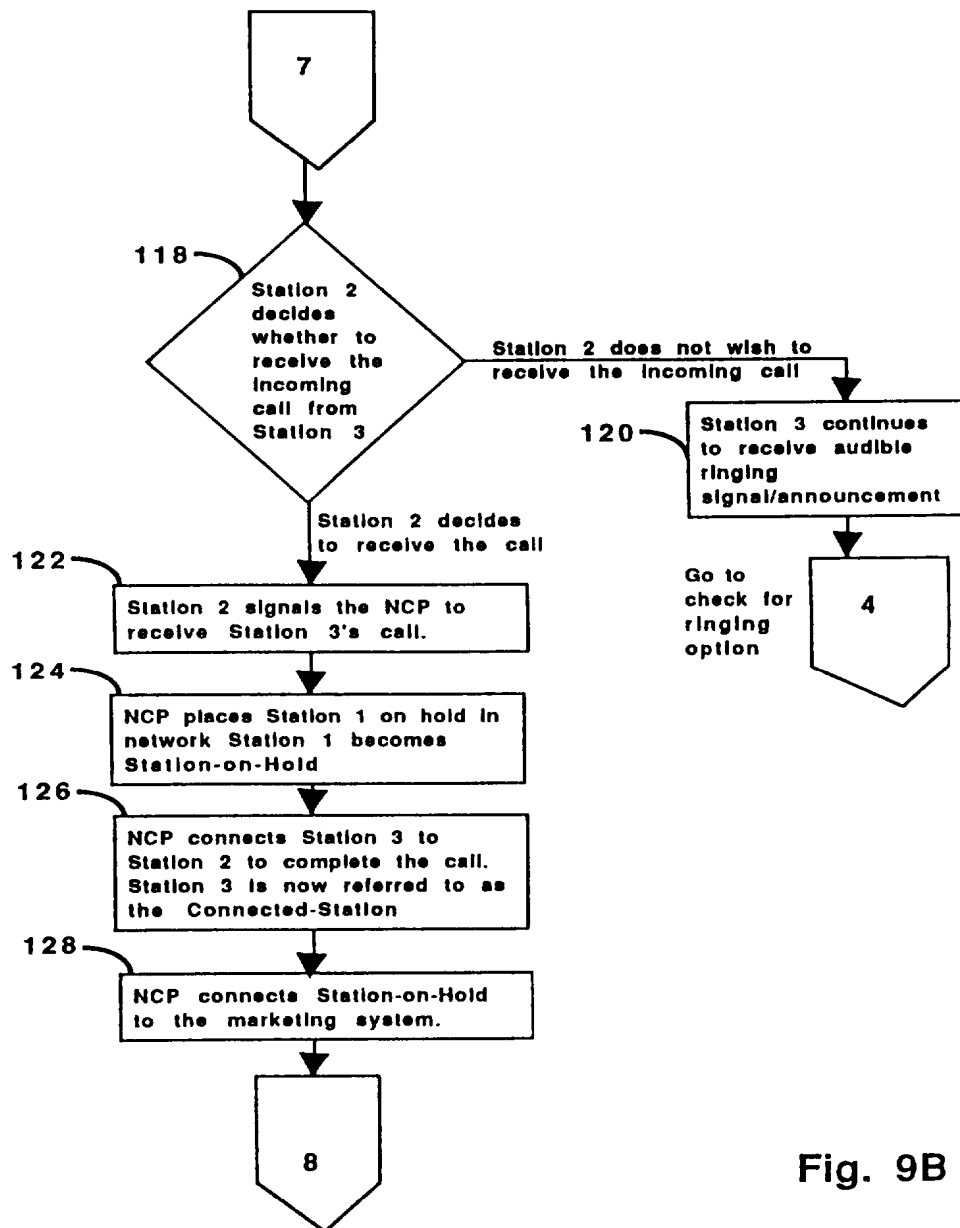 7
118
Station 2
decides
whether to
receive the
incoming
call from
Station 3
Station 2 does not wish to
receive the incoming call
120
Station 3 continues
to receive audible
ringing
signal/announcement
Station 2 decides
to receive the call
Go to
check for
ringing
option
4
122
Station 2 signals the NCP to
receive Station 3's call.
124
NCP places Station 1 on hold in
network Station 1 becomes
Station-on-Hold
126
NCP connects Station 3 to
Station 2 to complete the call.
Station 3 is now referred to as
the Connected-Station
128
NCP connects Station-on-Hold
to the marketing system.
8
Fig. 9B